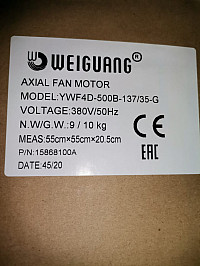 WEIGUANG®
AXIAL FAN MOTOR
MODEL:YWF4D-500B-137/35-G
VOLTAGE:380V/50Hz
N.W/G.W.:9 / 10 kg
MEAS:55cm×55cm×20.5cm
P/N:15868100A
DATE:45/20
CE
EAC